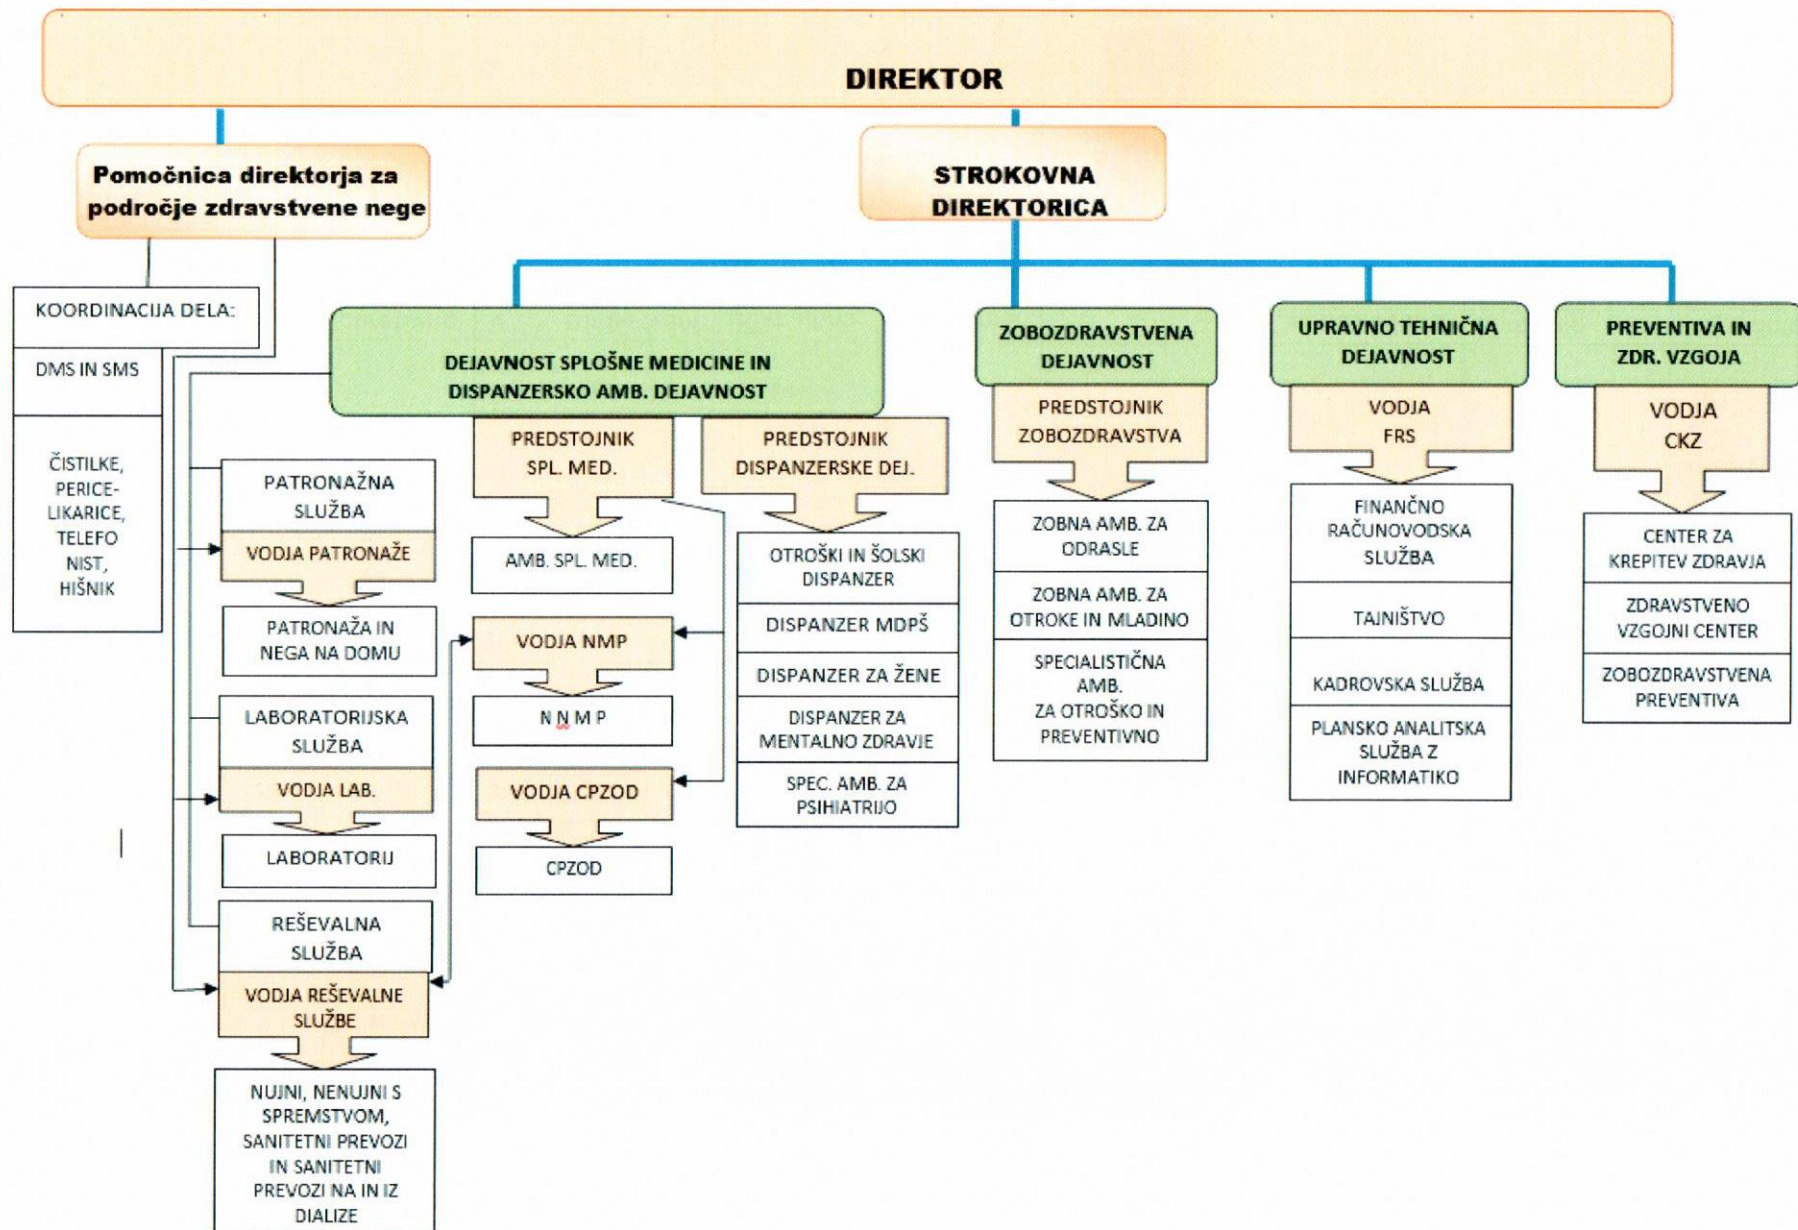 DIREKTOR
Pomočnica direktorja za
področje zdravstvene nege
STROKOVNA
DIREKTORICA
KOORDINACIJA DELA:
DMS IN SMS
ČISTILKE,
PERICE-
LIKARICE,
TELEFO
NIST,
HIŠNIK
DEJAVNOST SPLOŠNE MEDICINE IN
DISPANZERSKO AMB. DEJAVNOST
PATRONAŽNA
SLUŽBA
VODJA PATRONAŽE
PATRONAŽA IN
NEGA NA DOMU
LABORATORIJSKA
SLUŽBA
VODJA LAB.
LABORATORIJ
REŠEVALNA
SLUŽBA
VODJA REŠEVALNE
SLUŽBE
NUJNI, NENUJNI S
SPREMSTVOM,
SANITETNI PREVOZI
IN SANITETNI
PREVOZI NA IN IZ
DIALIZE
PREDSTOJNIK
SPL. MED.
AMB. SPL. MED.
VODJA NMP
N N M P
VODJA CPZOD
CPZOD
PREDSTOJNIK
DISPANZERSKE DEJ.
OTROŠKI IN ŠOLSKI
DISPANZER
DISPANZER MDPŠ
DISPANZER ZA ŽENE
DISPANZER ZA
MENTALNO ZDRAVJE
SPEC. AMB. ZA
PSIHIATRIJO
ZOBOZDRAVSTVENA
DEJAVNOST
PREDSTOJNIK
ZOBOZDRAVSTVA
ZOBNA AMB. ZA
ODRASLE
ZOBNA AMB. ZA
OTROKE IN MLADINO
SPECIALISTIČNA
AMB.
ZA OTROŠKO IN
PREVENTIVNO
UPRAVNO TEHNIČNA
DEJAVNOST
VODJA
FRS
FINANČNO
RAČUNOVODSKA
SLUŽBA
TAJNIŠTVO
KADROVSKA SLUŽBA
PLANSKO ANALITSKA
SLUŽBA Z
INFORMATIKO
PREVENTIVA IN
ZDR. VZGOJA
VODJA
CKZ
CENTER ZA
KREPITEV ZDRAVJA
ZDRAVSTVENO
VZGOJNI CENTER
ZOBOZDRAVSTVENA
PREVENTIVA